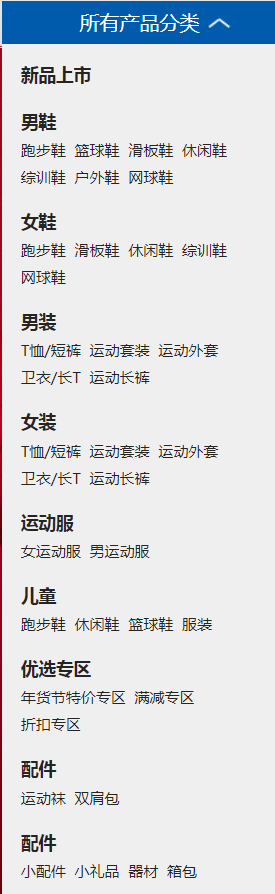 所有产品分类
新品上市
男鞋
跑步鞋 篮球鞋 滑板鞋 休闲鞋
综训鞋 户外鞋 网球鞋
女鞋
跑步鞋 滑板鞋 休闲鞋 综训鞋
网球鞋
男装
T恤/短裤 运动套装 运动外套
卫衣/长T 运动长裤
女装
T恤/短裤 运动套装 运动外套
卫衣/长T 运动长裤
运动服
女运动服 男运动服
儿童
跑步鞋 休闲鞋 篮球鞋 服装
优选专区
年货节特价专区 满减专区
折扣专区
配件
运动袜 双肩包
配件
小配件 小礼品 器材 箱包